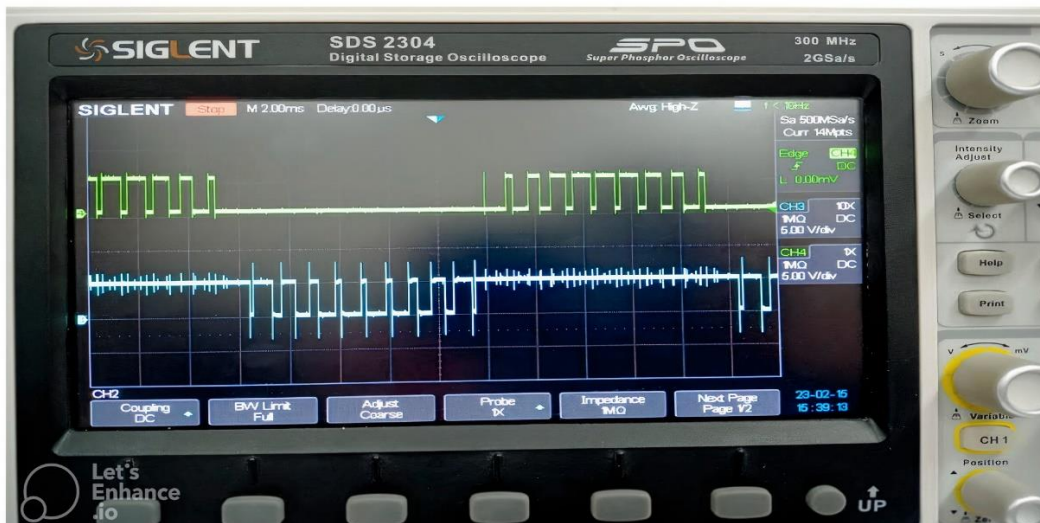 SIGLENT
SDS 2304
Digital Storage Oscilloscope
SPO
Super Phosphor Oscilloscope
300 MHz
2GSa/s
SIGLENT Stop M 2.00ms Delay:0.00µs Awg: High-Z f < 10Hz
Sa 500MSa/s
Curr 14Mpts
Edge CH4
DC
L 0.00mV
CH3 10X
1MΩ DC
5.00 V/div
CH4 1X
1MΩ DC
5.00 V/div
CH2
Coupling
DC
BW Limit
Full
Adjust
Coarse
Probe
1X
Impedance
1MΩ
Next Page
Page 1/2
23-02-15
15:39:13
S
Zoom
Intensity
Adjust
Select
Help
Print
V mV
Variable
CH 1
Position
UP
Let's
Enhance
.io